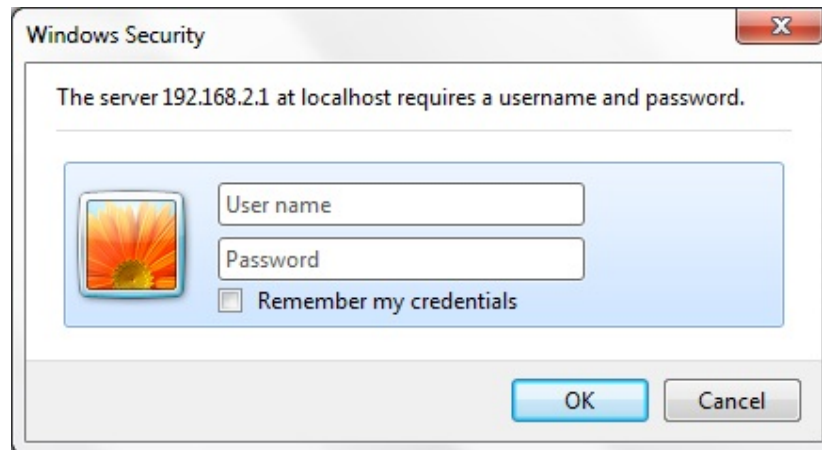 Windows Security
The server 192.168.2.1 at localhost requires a username and password.
User name
Password
Remember my credentials
OK
Cancel